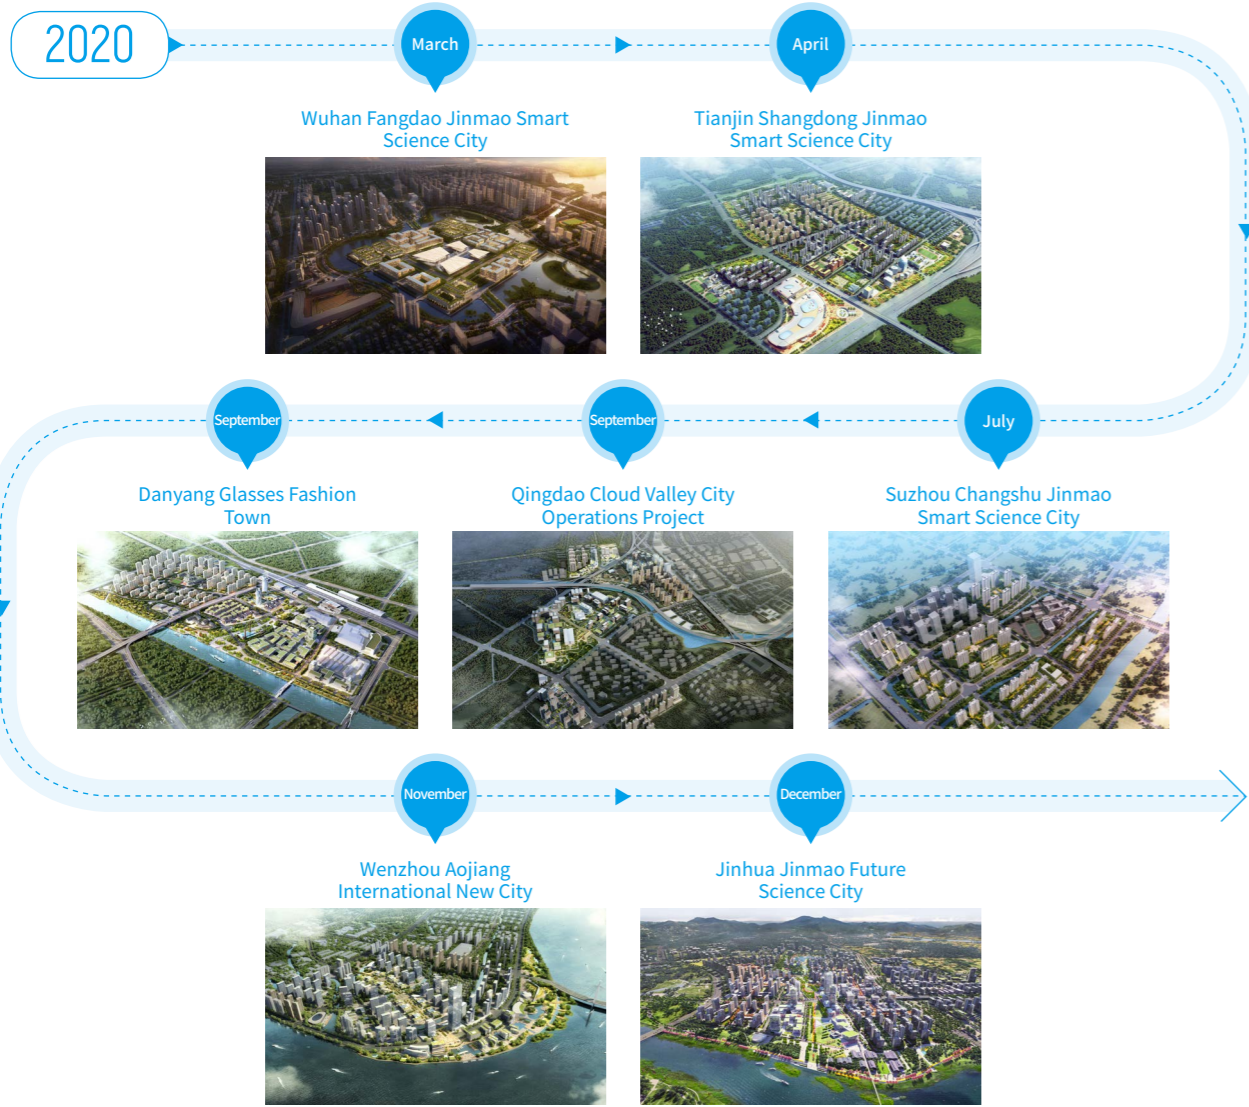 2020
March
April
Wuhan Fangdao Jinmao Smart
Science City
Tianjin Shangdong Jinmao
Smart Science City
July
September
September
Suzhou Changshu Jinmao
Smart Science City
Qingdao Cloud Valley City
Operations Project
Danyang Glasses Fashion
Town
November
December
Wenzhou Aojiang
International New City
Jinhua Jinmao Future
Science City